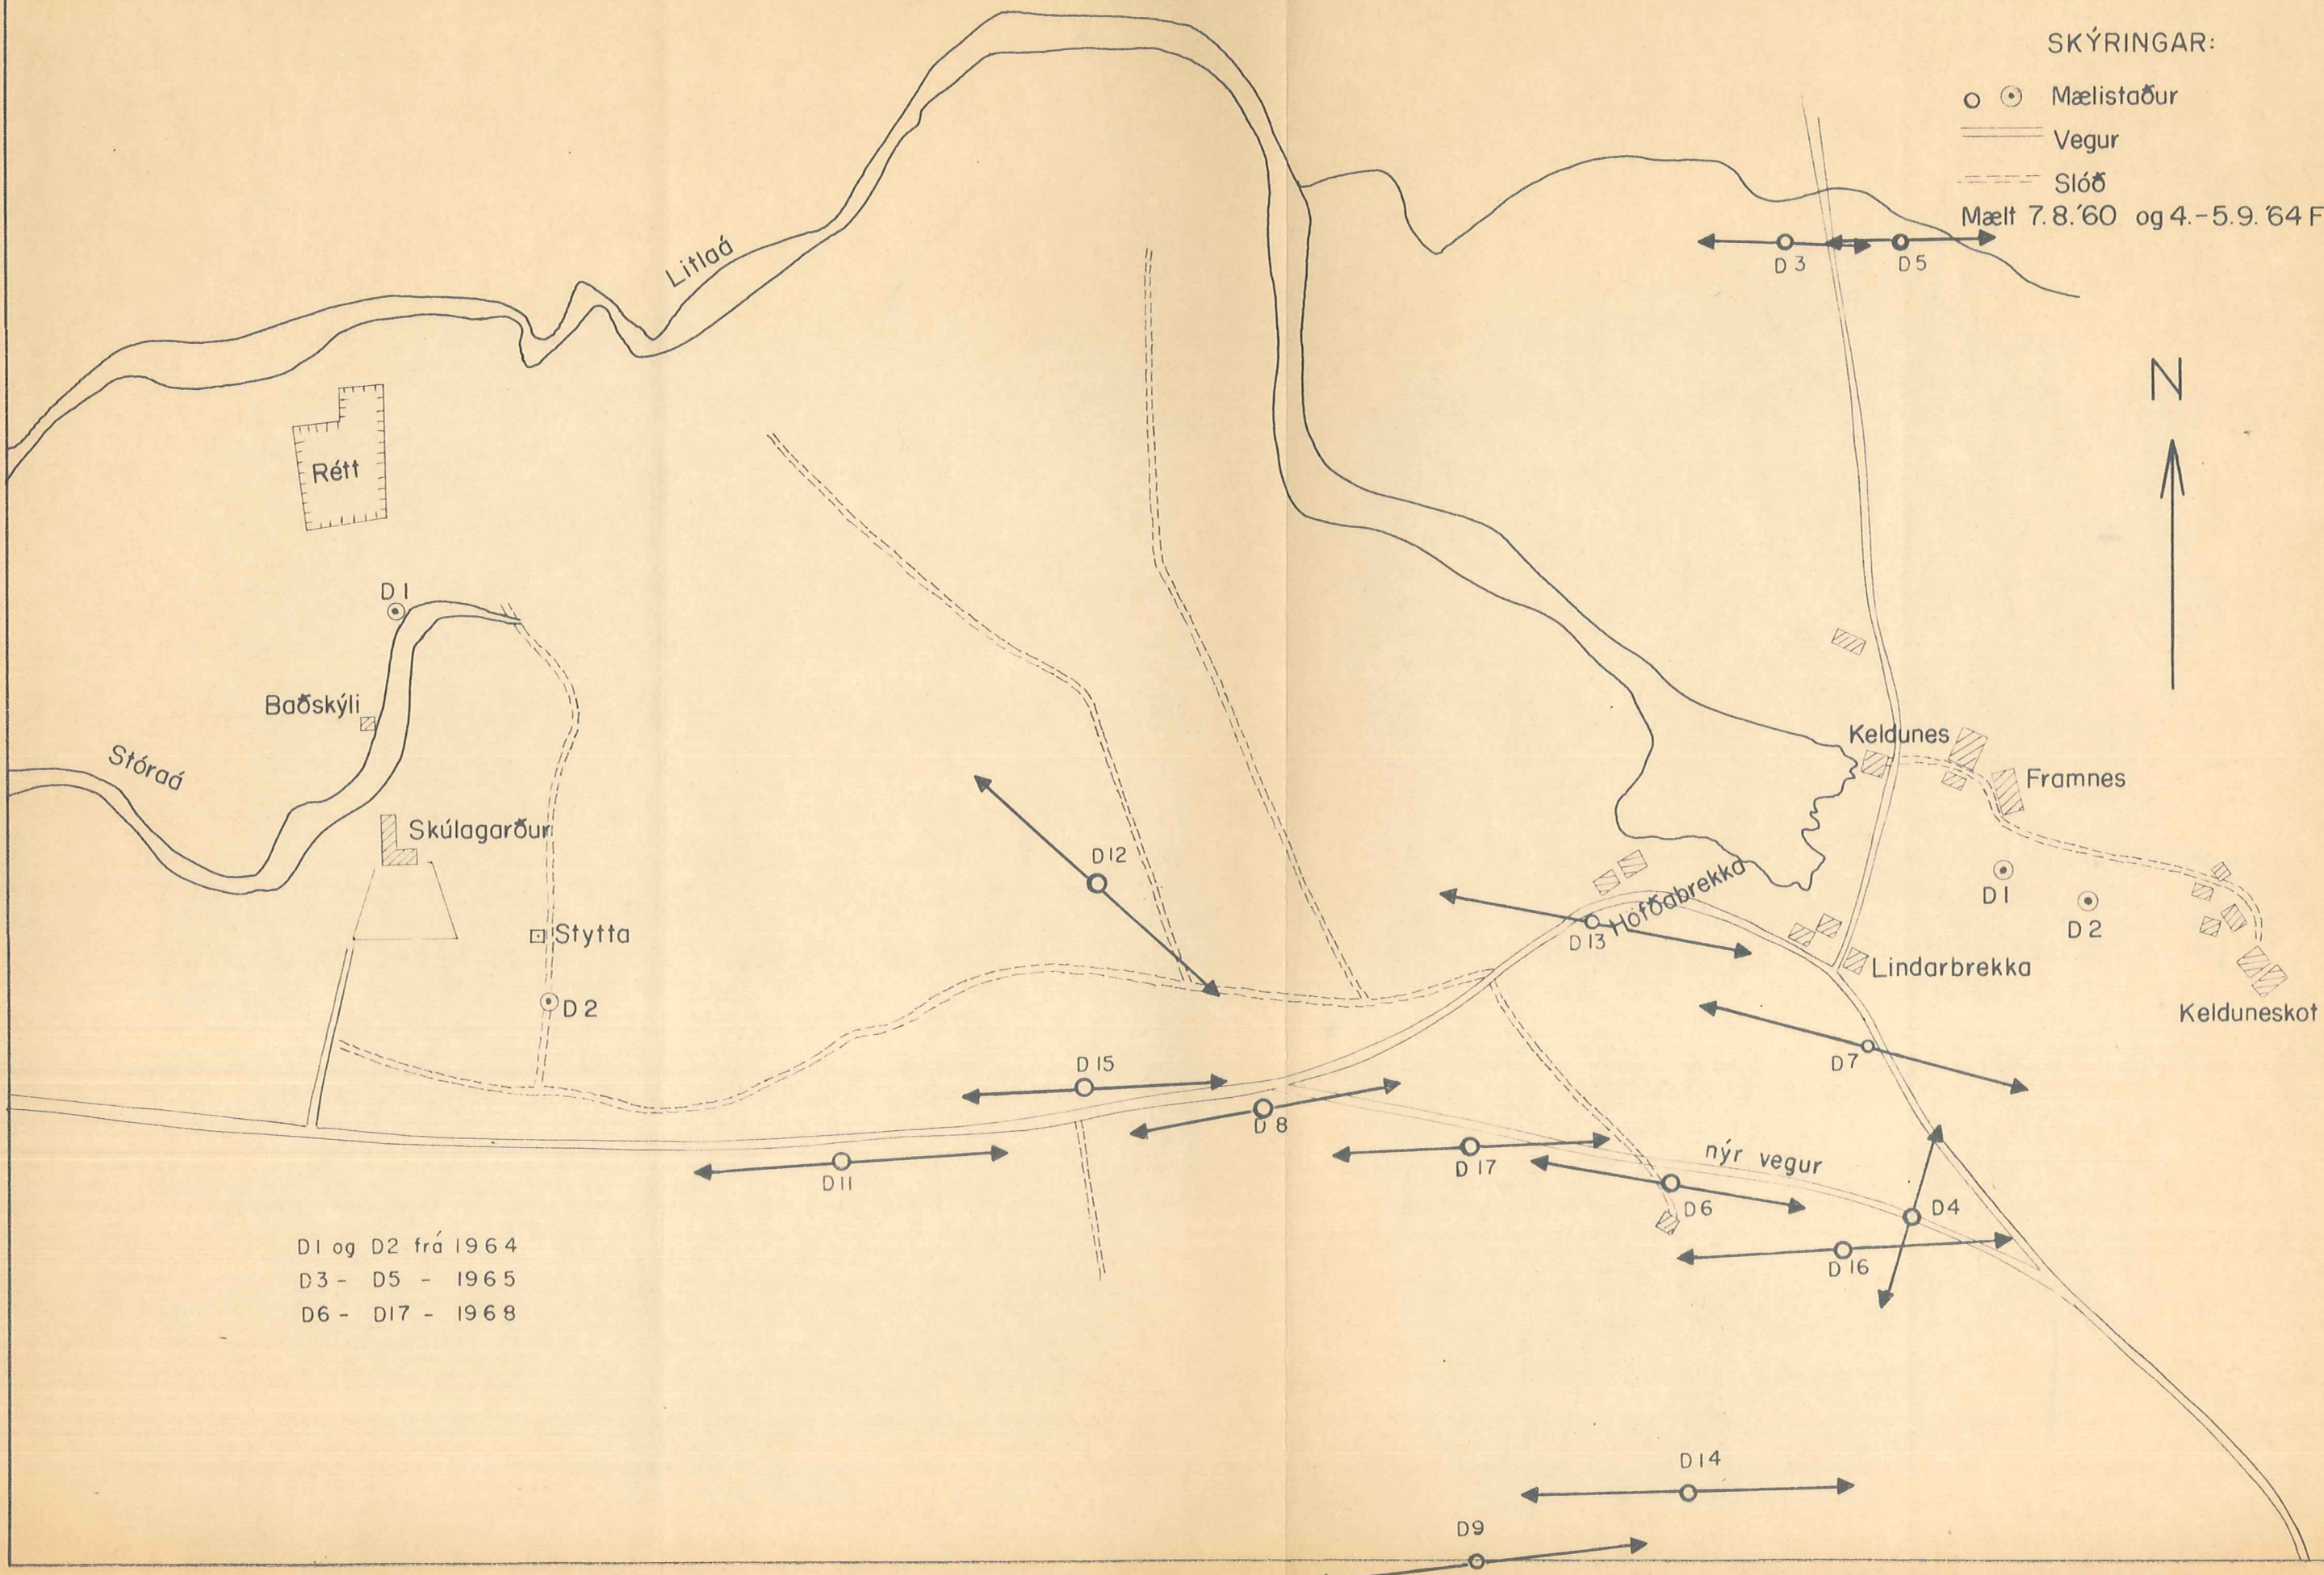 SKÝRINGAR:
Mælistaður
Vegur
Slóð
Mælt 7.8.'60 og 4.-5.9.'64 F
Litlaá
D3
D5
N
Rétt
D1
Baðskýli
Stóraá
Keldunes
Framnes
Skúlagarður
D12
Hofðabrekka
D1
D2
Stytta
D13
Lindarbrekka
D2
Kelduneskot
D7
D15
D8
D17
nýr vegur
D11
D6
D4
D16
D1 og D2 frá 1964
D3 - D5 - 1965
D6 - D17 - 1968
D14
D9